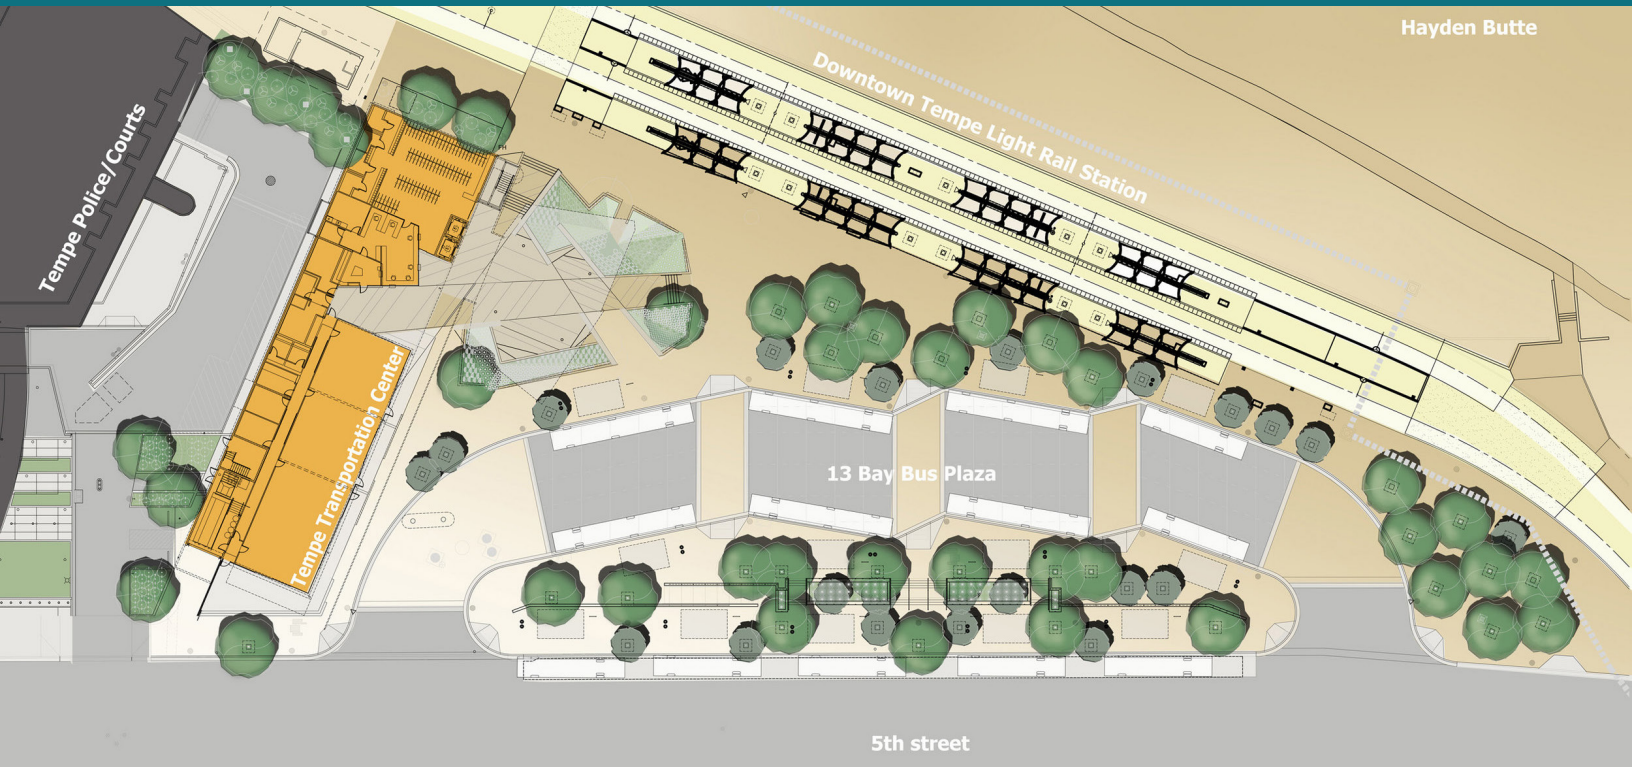 Hayden Butte
Downtown Tempe Light Rail Station
Tempe Police/Courts
Tempe Transportation Center
13 Bay Bus Plaza
5th street